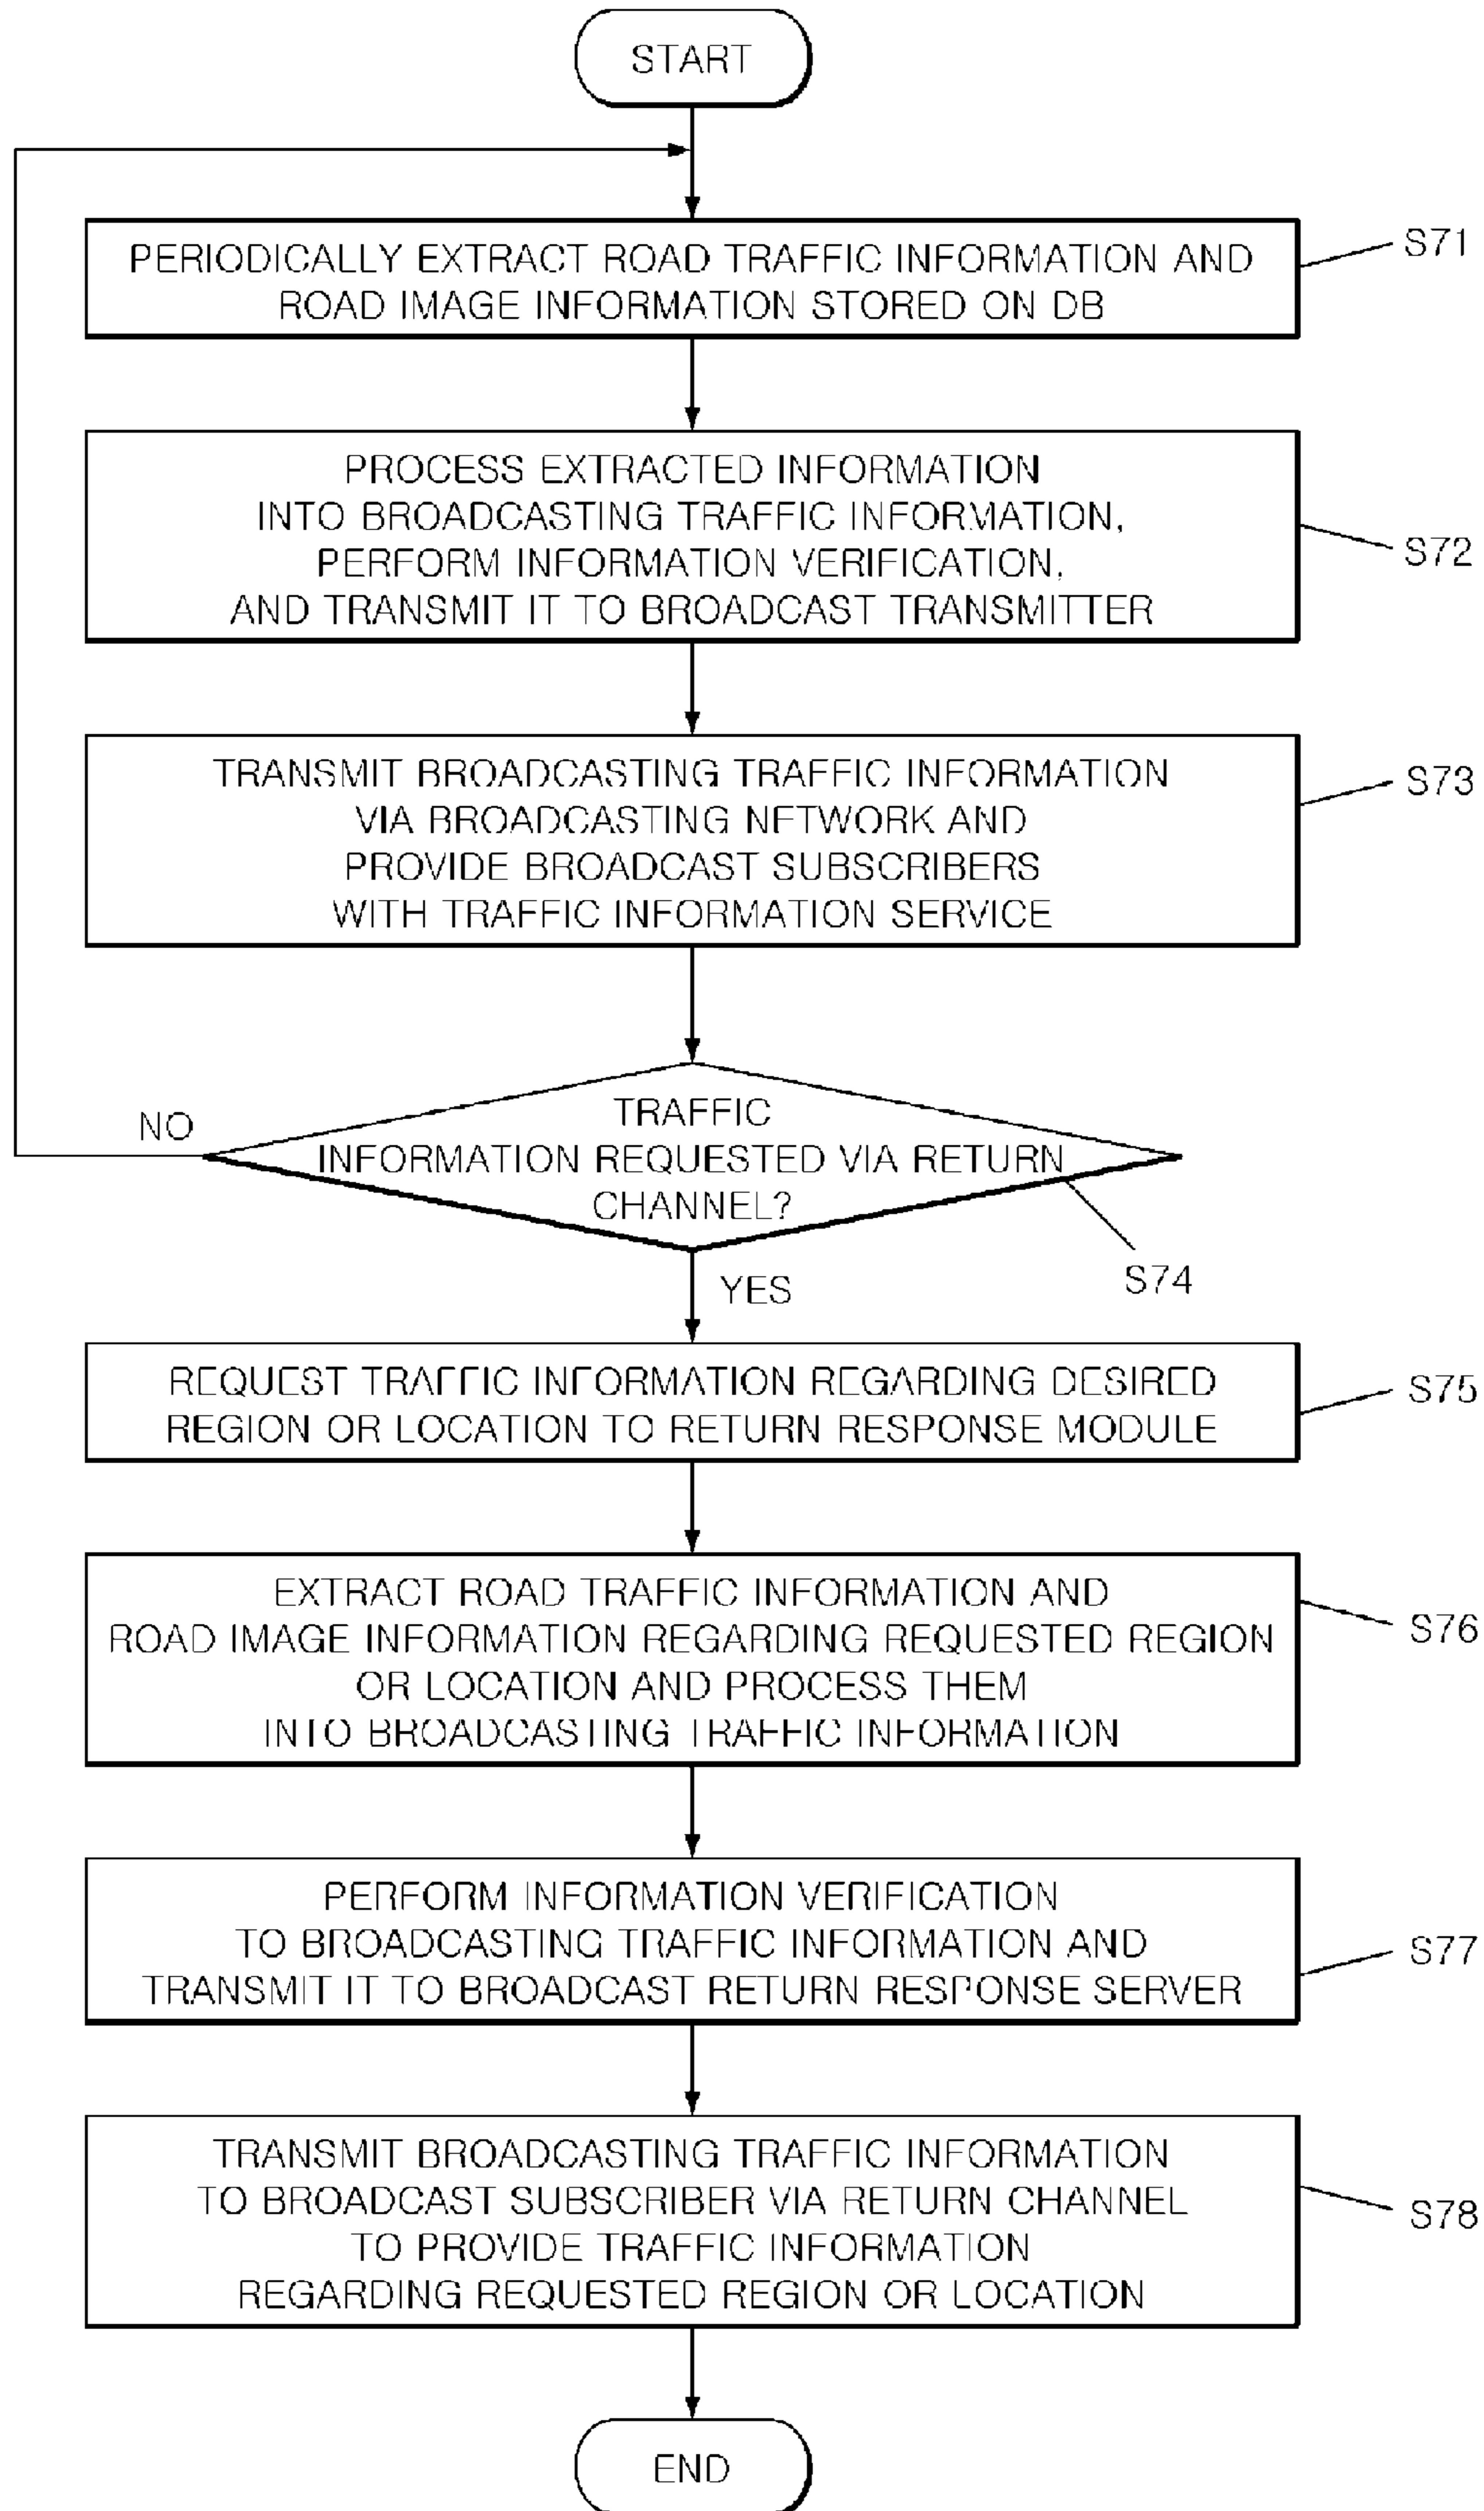 START
PERIODICALLY EXTRACT ROAD TRAFFIC INFORMATION AND
ROAD IMAGE INFORMATION STORED ON DB
S71
PROCESS EXTRACTED INFORMATION
INTO BROADCASTING TRAFFIC INFORMATION,
PERFORM INFORMATION VERIFICATION,
AND TRANSMIT IT TO BROADCAST TRANSMITTER
S72
TRANSMIT BROADCASTING TRAFFIC INFORMATION
VIA BROADCASTING NETWORK AND
PROVIDE BROADCAST SUBSCRIBERS
WITH TRAFFIC INFORMATION SERVICE
S73
NO
TRAFFIC
INFORMATION REQUESTED VIA RETURN
CHANNEL?
S74
YES
REQUEST TRAFFIC INFORMATION REGARDING DESIRED
REGION OR LOCATION TO RETURN RESPONSE MODULE
S75
EXTRACT ROAD TRAFFIC INFORMATION AND
ROAD IMAGE INFORMATION REGARDING REQUESTED REGION
OR LOCATION AND PROCESS THEM
INTO BROADCASTING TRAFFIC INFORMATION
S76
PERFORM INFORMATION VERIFICATION
TO BROADCASTING TRAFFIC INFORMATION AND
TRANSMIT IT TO BROADCAST RETURN RESPONSE SERVER
S77
TRANSMIT BROADCASTING TRAFFIC INFORMATION
TO BROADCAST SUBSCRIBER VIA RETURN CHANNEL
TO PROVIDE TRAFFIC INFORMATION
REGARDING REQUESTED REGION OR LOCATION
S78
END